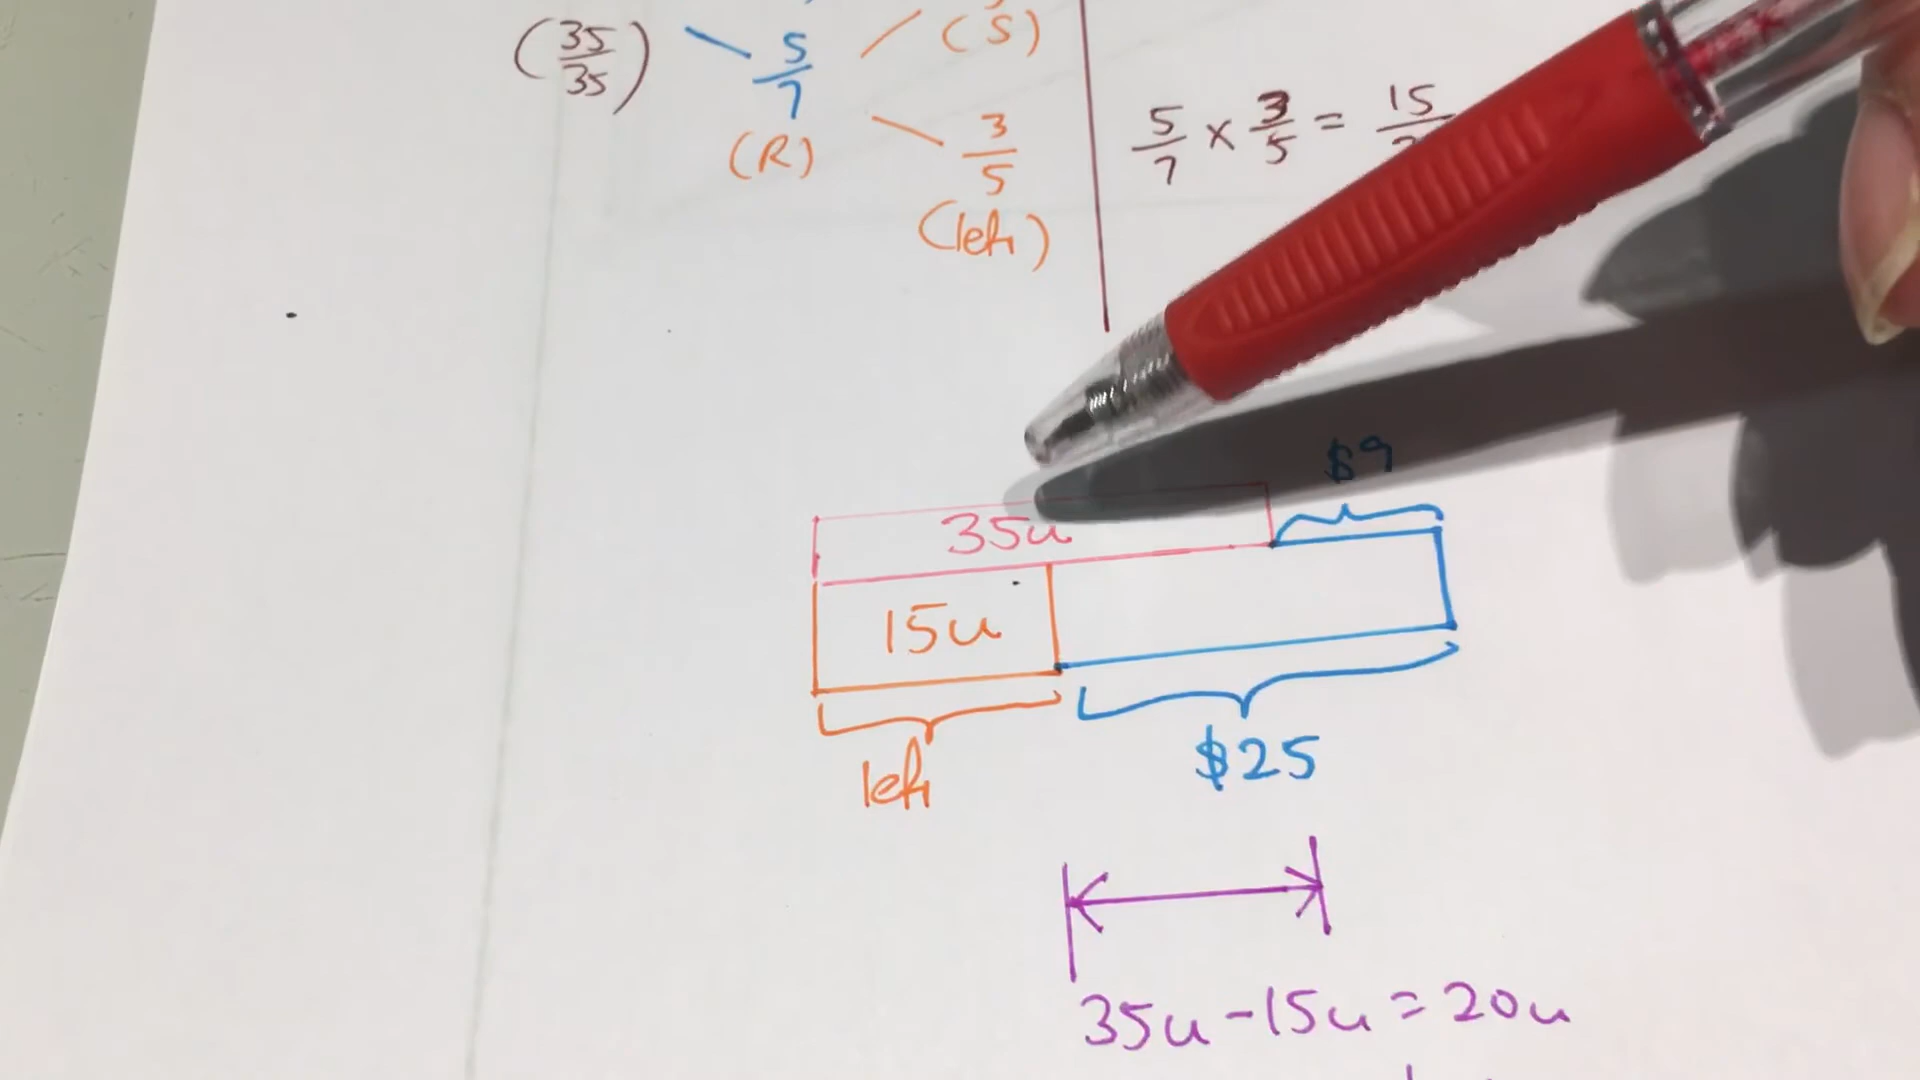 (35/35)
5/7
(R)
(S)
3/5
(left)
5/7 × 3/5 = 15
$9
35u
15u
left
$25
35u - 15u = 20u